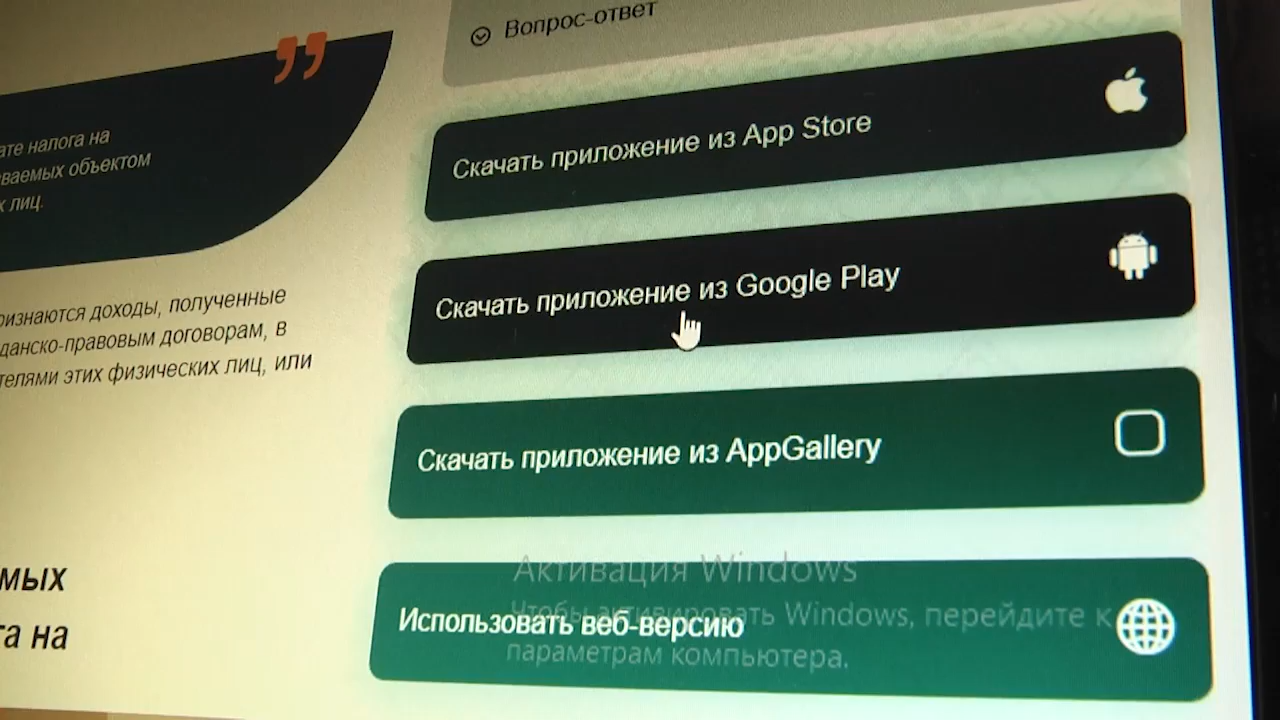 Вопрос-ответ
Скачать приложение из App Store
Скачать приложение из Google Play
Скачать приложение из AppGallery
Использовать веб-версию
Активация Windows
Чтобы активировать Windows, перейдите к
параметрам компьютера.
ате налога на
ваемых объектом
х лиц.
ризнаются доходы, полученные
данско-правовым договорам, в
телями этих физических лиц, или
мых
га на